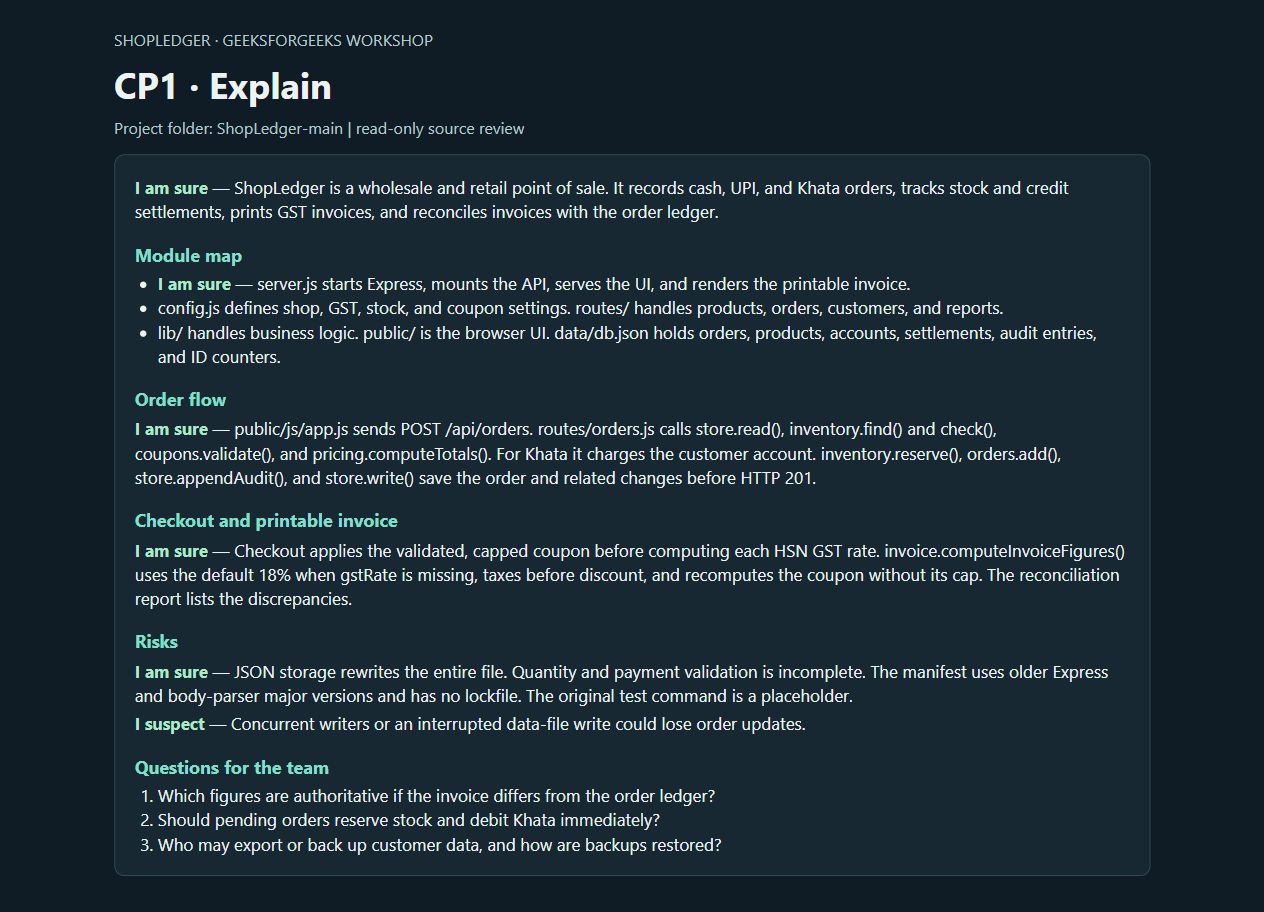 SHOPLEDGER · GEEKSFORGEEKS WORKSHOP
CP1 · Explain
Project folder: ShopLedger-main | read-only source review
I am sure — ShopLedger is a wholesale and retail point of sale. It records cash, UPI, and Khata orders, tracks stock and credit
settlements, prints GST invoices, and reconciles invoices with the order ledger.
Module map
• I am sure — server.js starts Express, mounts the API, serves the UI, and renders the printable invoice.
• config.js defines shop, GST, stock, and coupon settings. routes/ handles products, orders, customers, and reports.
• lib/ handles business logic. public/ is the browser UI. data/db.json holds orders, products, accounts, settlements, audit entries,
and ID counters.
Order flow
I am sure — public/js/app.js sends POST /api/orders. routes/orders.js calls store.read(), inventory.find() and check(),
coupons.validate(), and pricing.computeTotals(). For Khata it charges the customer account. inventory.reserve(), orders.add(),
store.appendAudit(), and store.write() save the order and related changes before HTTP 201.
Checkout and printable invoice
I am sure — Checkout applies the validated, capped coupon before computing each HSN GST rate. invoice.computeInvoiceFigures()
uses the default 18% when gstRate is missing, taxes before discount, and recomputes the coupon without its cap. The reconciliation
report lists the discrepancies.
Risks
I am sure — JSON storage rewrites the entire file. Quantity and payment validation is incomplete. The manifest uses older Express
and body-parser major versions and has no lockfile. The original test command is a placeholder.
I suspect — Concurrent writers or an interrupted data-file write could lose order updates.
Questions for the team
1. Which figures are authoritative if the invoice differs from the order ledger?
2. Should pending orders reserve stock and debit Khata immediately?
3. Who may export or back up customer data, and how are backups restored?